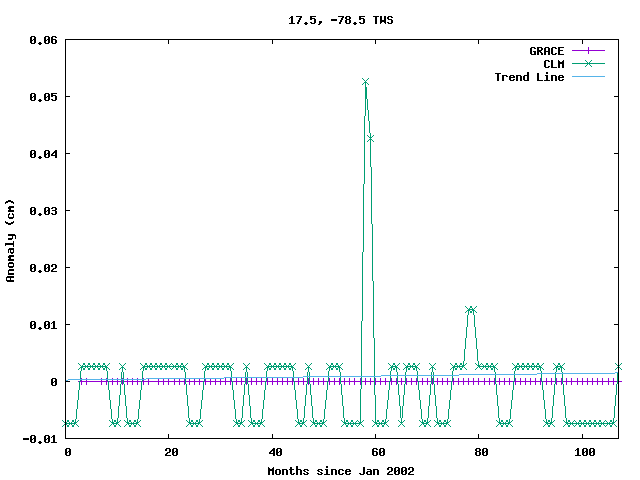 17.5, -78.5 TWS
GRACE
CLM
Trend Line
0.06
0.05
0.04
0.03
0.02
0.01
0
-0.01
Anomaly (cm)
0 20 40 60 80 100
Months since Jan 2002